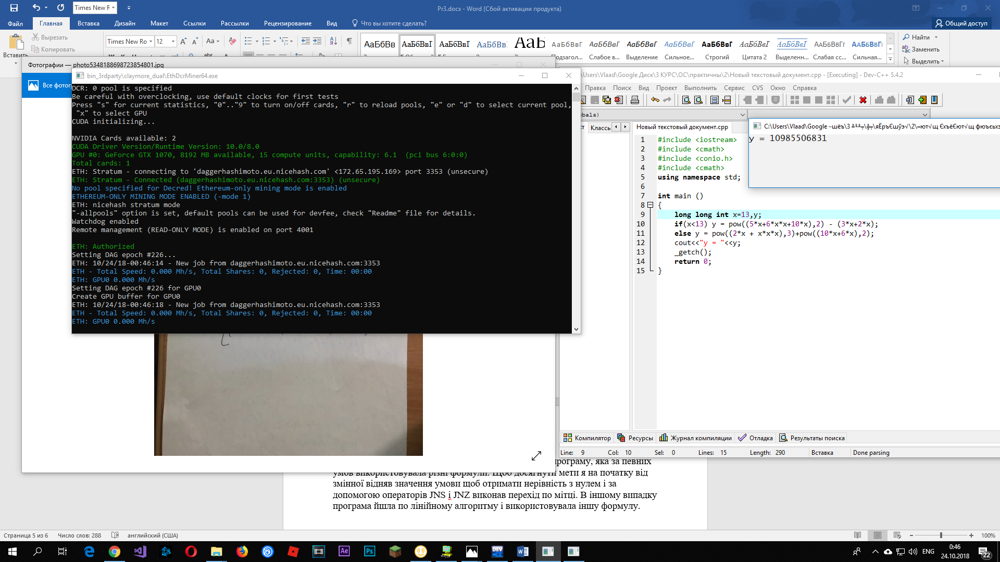 Times New R
Pr3.docx - Word (Сбой активации продукта)
Файл
Главная
Вставка
Дизайн
Макет
Ссылки
Рассылки
Рецензирование
Вид
Что вы хотите сделать?
Общий доступ
Вставить
Вырезать
Копировать
Times New Ro
12
Aa
АаБбВв
АаБбВвІ
АаБбВвІ
АаБбВв
АаБ
АаБбВвГ
АаБбВвГ
АаБбВвГ
АаБбВвГ
АаБбВвГ
АаБбВвГ
АаБбВвГ
АаБбВвГг
АаБбВвГ
одзагол...
Слабое в...
Выделение
Сильное...
Строгий
Цитата 2
Выделенн...
Слабая сс...
Сильная...
Найти
Заменить
Выделить
Фотографии — photo5348188698723854801.jpg
Все фотог
bin_3rdparty\claymore_dual\EthDcrMiner64.exe
DCR: 0 pool is specified
Be careful with overclocking, use default clocks for first tests
Press "s" for current statistics, "0".."9" to turn on/off cards, "r" to reload pools, "e" or "d" to select current pool,
"x" to select GPU
CUDA initializing...
NVIDIA Cards available: 2
CUDA Driver Version/Runtime Version: 10.0/8.0
GPU #0: GeForce GTX 1070, 8192 MB available, 15 compute units, capability: 6.1  (pci bus 6:0:0)
Total cards: 1
ETH: Stratum - connecting to 'daggerhashimoto.eu.nicehash.com' <172.65.195.169> port 3353 (unsecure)
ETH: Stratum - Connected (daggerhashimoto.eu.nicehash.com:3353) (unsecure)
No pool specified for Decred! Ethereum-only mining mode is enabled
ETHEREUM-ONLY MINING MODE ENABLED (-mode 1)
ETH: nicehash stratum mode
"-allpools" option is set, default pools can be used for devfee, check "Readme" file for details.
Watchdog enabled
Remote management (READ-ONLY MODE) is enabled on port 4001
ETH: Authorized
Setting DAG epoch #226...
ETH: 10/24/18-00:46:14 - New job from daggerhashimoto.eu.nicehash.com:3353
ETH - Total Speed: 0.000 Mh/s, Total Shares: 0, Rejected: 0, Time: 00:00
ETH: GPU0 0.000 Mh/s
Setting DAG epoch #226 for GPU0
Create GPU buffer for GPU0
ETH: 10/24/18-00:46:18 - New job from daggerhashimoto.eu.nicehash.com:3353
ETH - Total Speed: 0.000 Mh/s, Total Shares: 0, Rejected: 0, Time: 00:00
ETH: GPU0 0.000 Mh/s
\Users\Vlaad\Google Диск\3 КУРС\ОС\практичны\2\Новый текстовый документ.cpp - [Executing] - Dev-C++ 5.4.2
Правка
Поиск
Вид
Проект
Выполнить
Сервис
CVS
Окно
Справка
obals)
Классы
Новый текстовый документ.cpp
1 #include <iostream>
2 #include <cmath>
3 #include <conio.h>
4 #include <cmath>
5 using namespace std;
6
7 int main ()
8 {
9 long long int x=13,y;
10 if(x<13) y = pow((5*x+6*x*x+10*x),2) - (3*x+2*x);
11 else y = pow((2*x + x*x*x),3)+pow((10*x+6*x),2);
12 cout<<"y = "<<y;
13 _getch();
14 return 0;
15 }
C:\Users\Vlaad\Google
y = 10985506831
Компилятор
Ресурсы
Журнал компиляции
Отладка
Результаты поиска
Line: 9
Col: 10
Sel: 0
Lines: 15
Length: 290
Вставка
Done parsing
програму, яка за певних
умов використовувала різні формули. Щоб досягнути мети я на початку від
змінної відняв значення умови щоб отримати нерівність з нулем і за
допомогою операторів JNS і JNZ виконав перехід по мітці. В іншому випадку
програма йшла по лінійному алгоритму і використовувала іншу формулу.
Страница 5 из 6
Число слов: 288
английский (США)
100%
Ae
Ps
DEV
ENG
0:46
24.10.2018
22